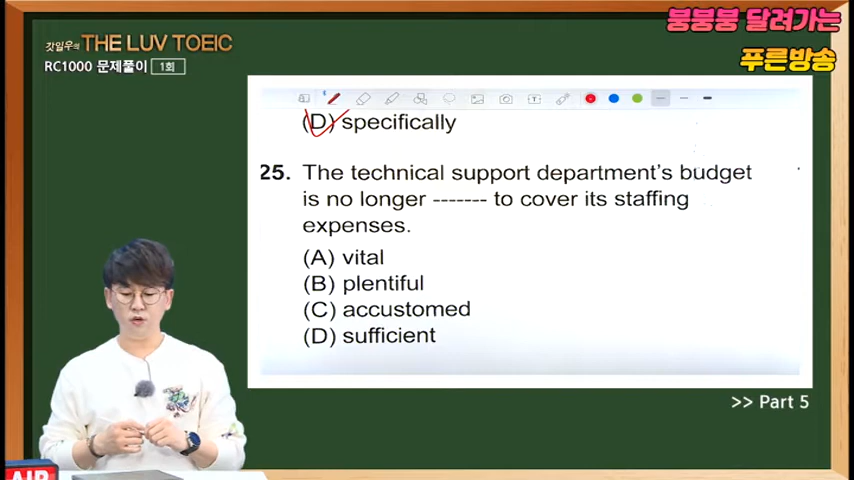 붕붕붕 달려가는
푸른방송
갓일우의 THE LUV TOEIC
RC1000 문제풀이 1회
(D) specifically
25. The technical support department's budget
is no longer ------- to cover its staffing
expenses.
(A) vital
(B) plentiful
(C) accustomed
(D) sufficient
>> Part 5